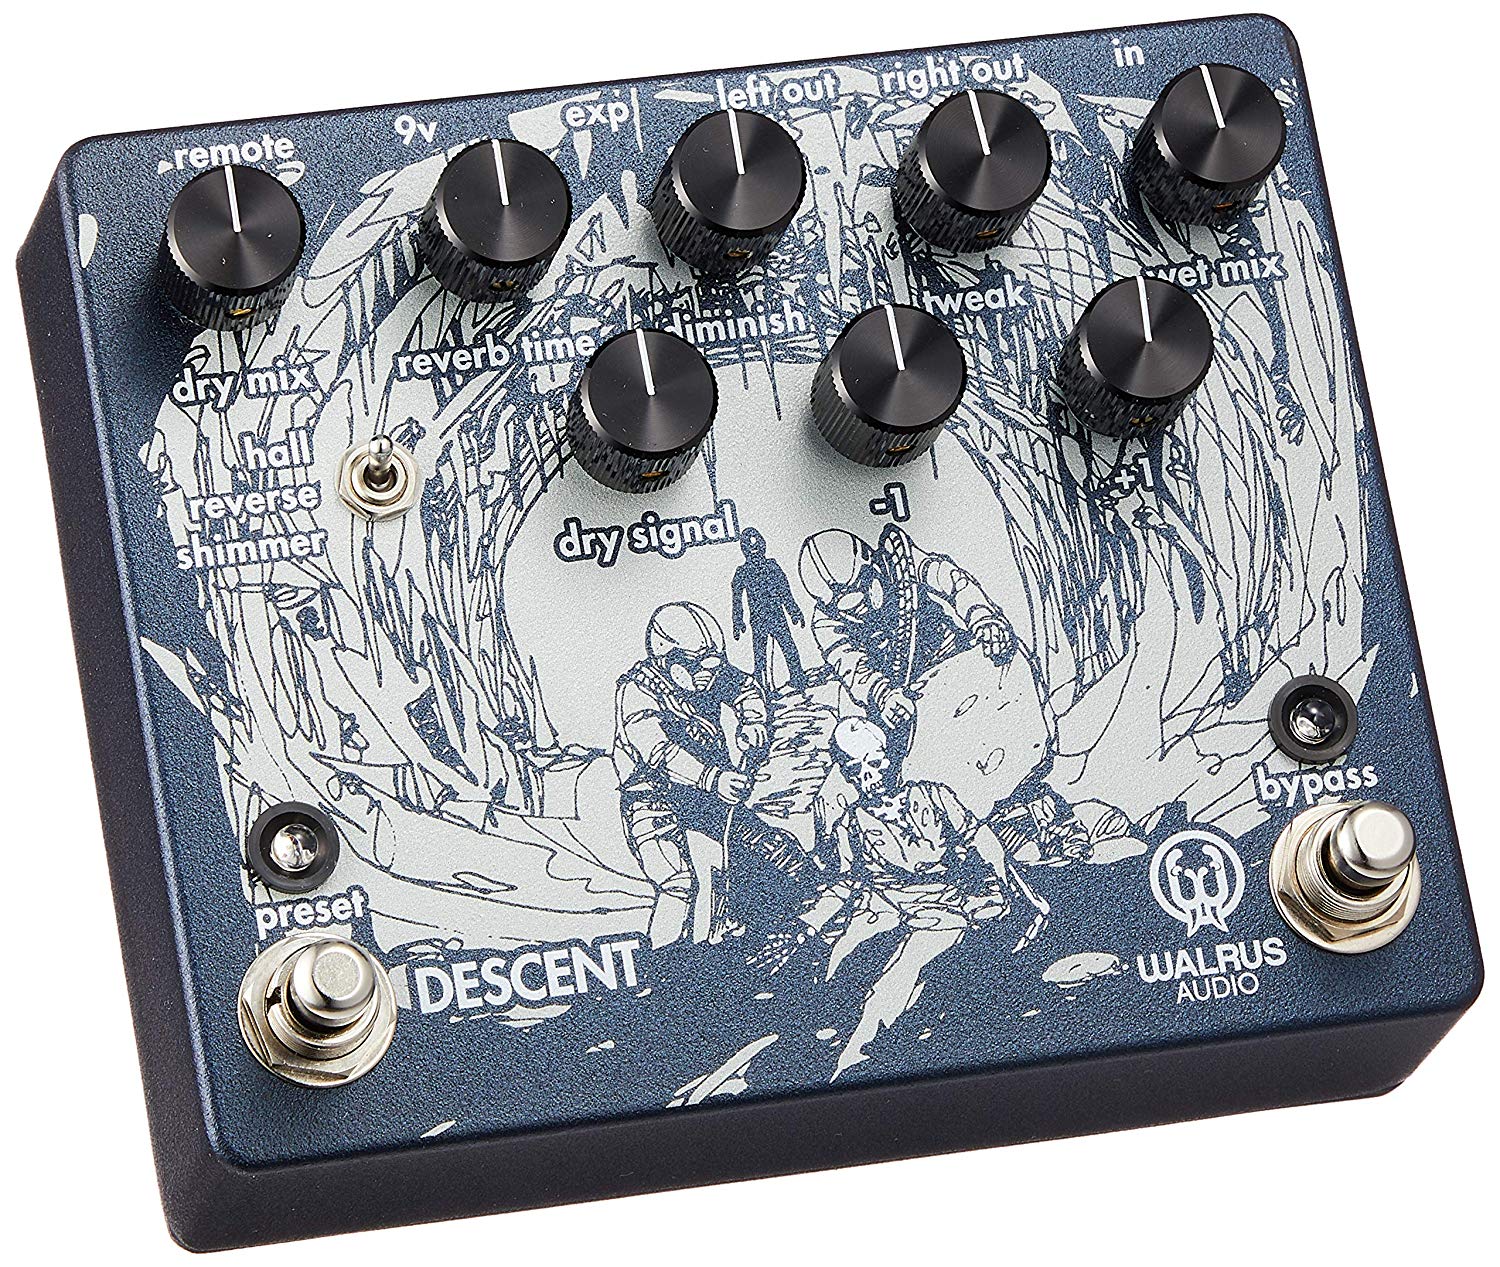 remote 9v exp left out right out in
dry mix reverb time diminish tweak wet mix
hall
reverse
shimmer
dry signal -1 +1
bypass
preset
DESCENT
WALRUS
AUDIO